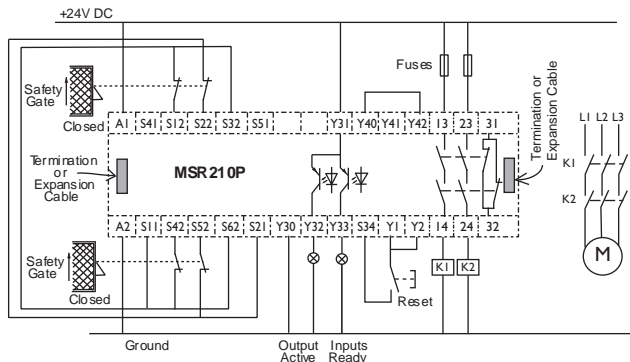 +24V DC
Safety
Gate
Closed
Fuses
Termination or
Expansion Cable
A1 S41 S12 S22 S32 S51 Y31 Y40 Y41 Y42 13 23 31
L1 L2 L3
Termination
or
Expansion
Cable
MSR210P
K1
K2
A2 S11 S42 S52 S62 S21 Y30 Y32 Y33 S34 Y1 Y2 14 24 32
M
Safety
Gate
Closed
K1 K2
Reset
Ground
Output
Active
Inputs
Ready